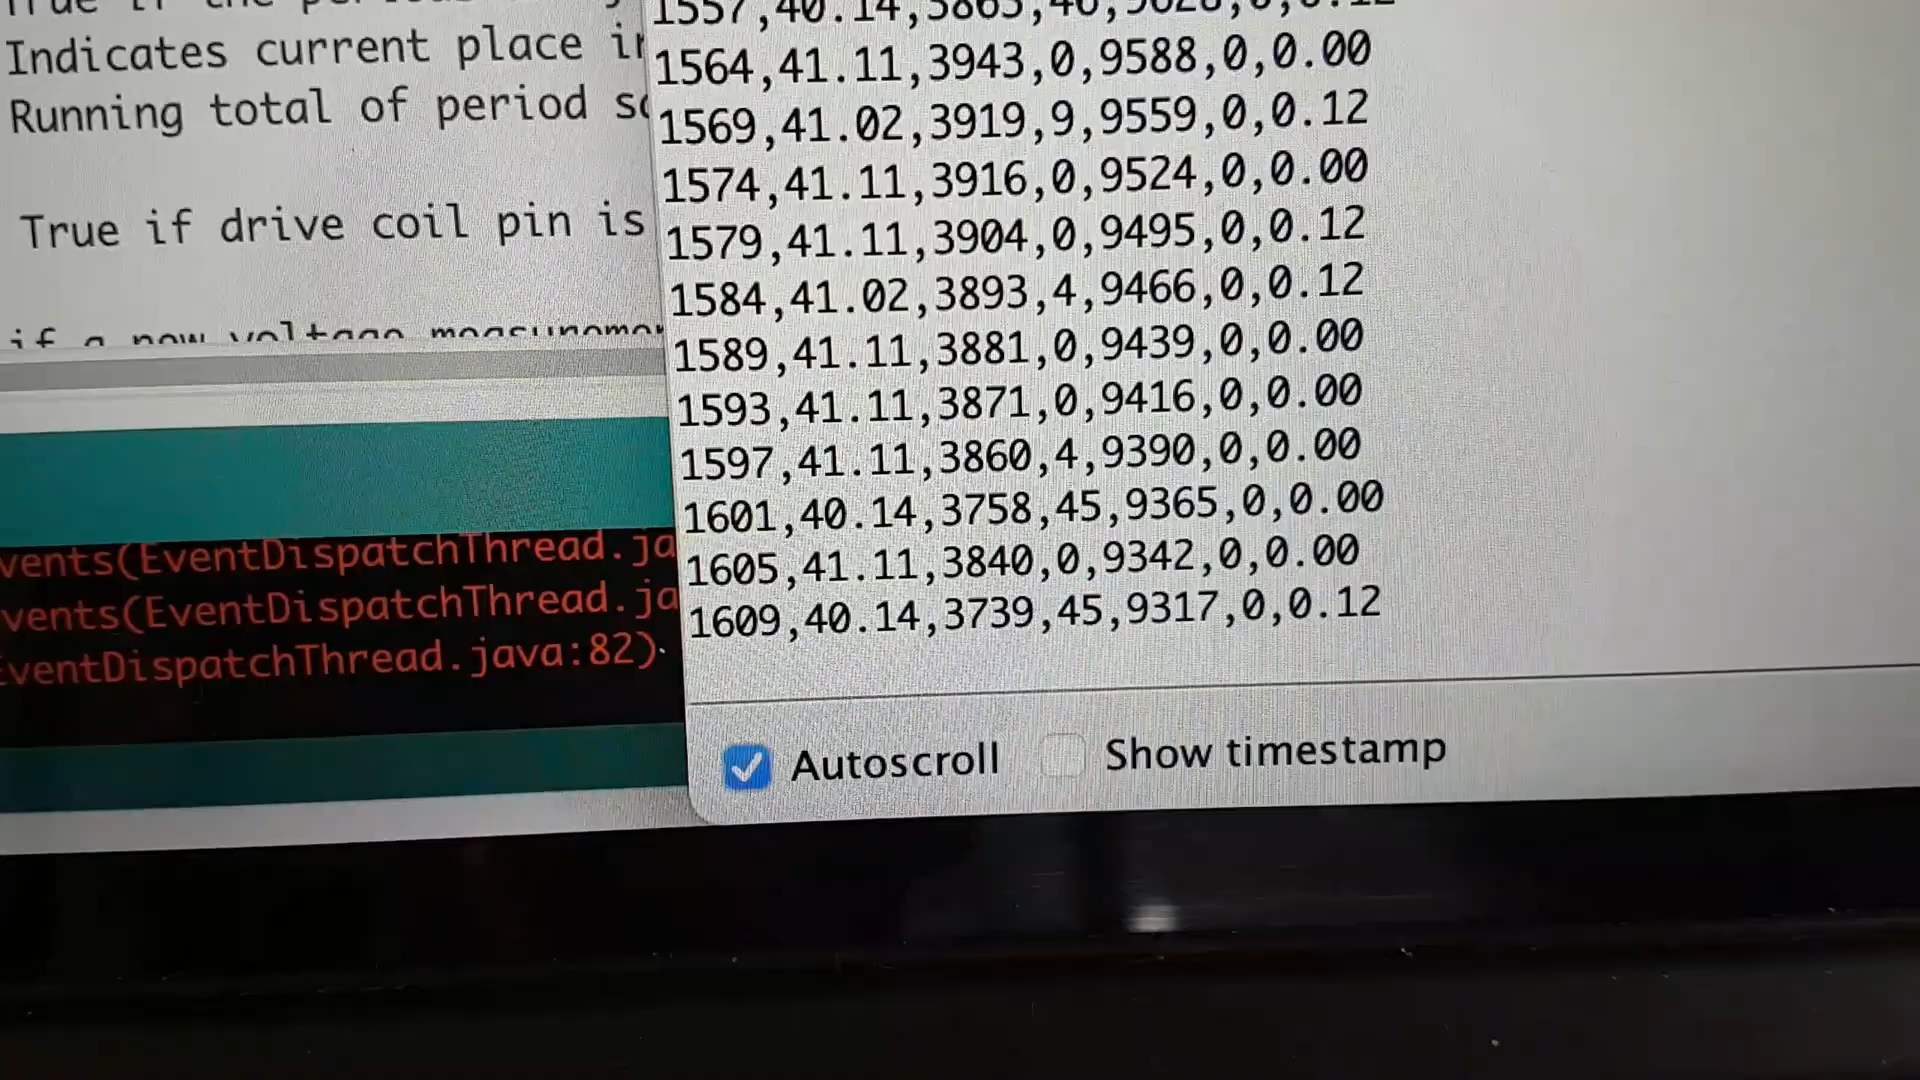 Indicates current place
Running total of period
True if drive coil pin is
if a new voltage
vents(EventDispatchThread.ja
vents(EventDispatchThread.ja
ventDispatchThread.java:82)
1564,41.11,3943,0,9588,0,0.00
1569,41.02,3919,9,9559,0,0.12
1574,41.11,3916,0,9524,0,0.00
1579,41.11,3904,0,9495,0,0.12
1584,41.02,3893,4,9466,0,0.12
1589,41.11,3881,0,9439,0,0.00
1593,41.11,3871,0,9416,0,0.00
1597,41.11,3860,4,9390,0,0.00
1601,40.14,3758,45,9365,0,0.00
1605,41.11,3840,0,9342,0,0.00
1609,40.14,3739,45,9317,0,0.12
Autoscroll Show timestamp